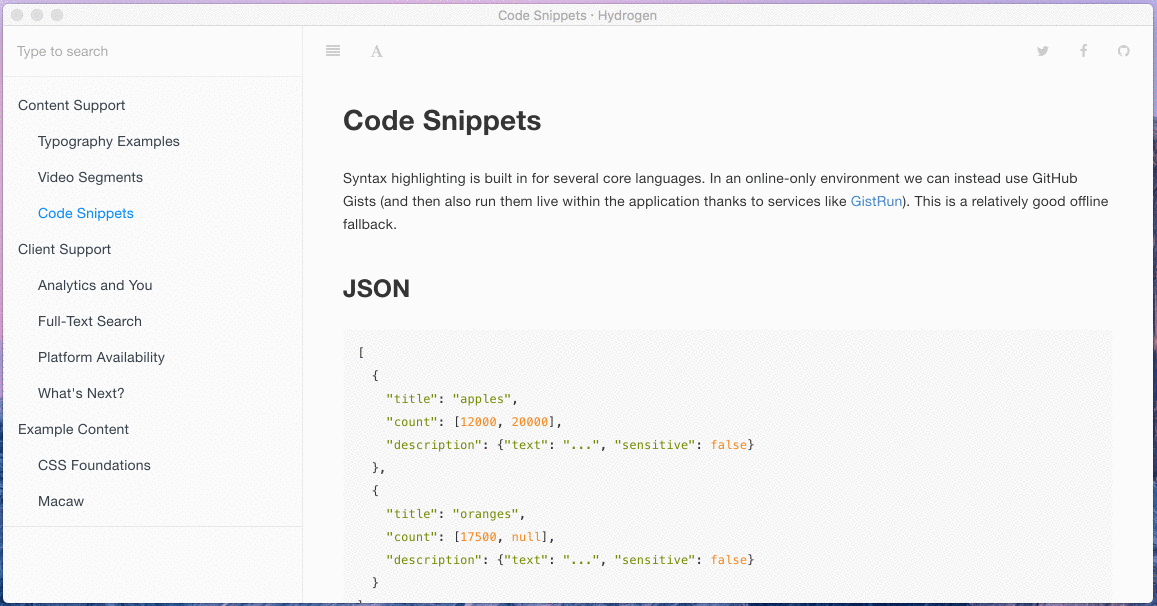 Code Snippets · Hydrogen
Type to search
A
Content Support
Typography Examples
Video Segments
Code Snippets
Client Support
Analytics and You
Full-Text Search
Platform Availability
What's Next?
Example Content
CSS Foundations
Macaw
Code Snippets
Syntax highlighting is built in for several core languages. In an online-only environment we can instead use GitHub
Gists (and then also run them live within the application thanks to services like GistRun). This is a relatively good offline
fallback.
JSON
[
  {
    "title": "apples",
    "count": [12000, 20000],
    "description": {"text": "...", "sensitive": false}
  },
  {
    "title": "oranges",
    "count": [17500, null],
    "description": {"text": "...", "sensitive": false}
  }